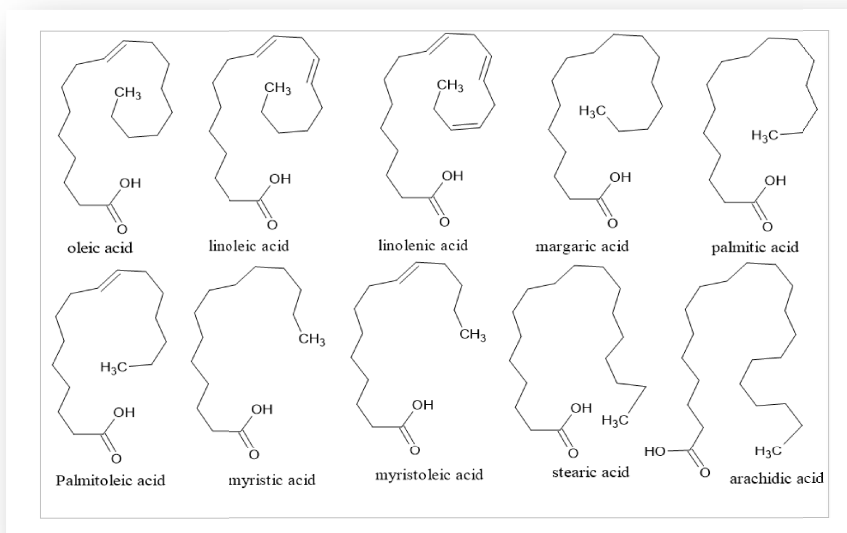 CH3
CH3
CH3
H3C
H3C
OH
OH
OH
OH
OH
O
O
O
O
O
oleic acid
linoleic acid
linolenic acid
margaric acid
palmitic acid
H3C
CH3
CH3
H3C
H3C
OH
OH
OH
OH
HO
O
O
O
O
O
Palmitoleic acid
myristic acid
myristoleic acid
stearic acid
arachidic acid